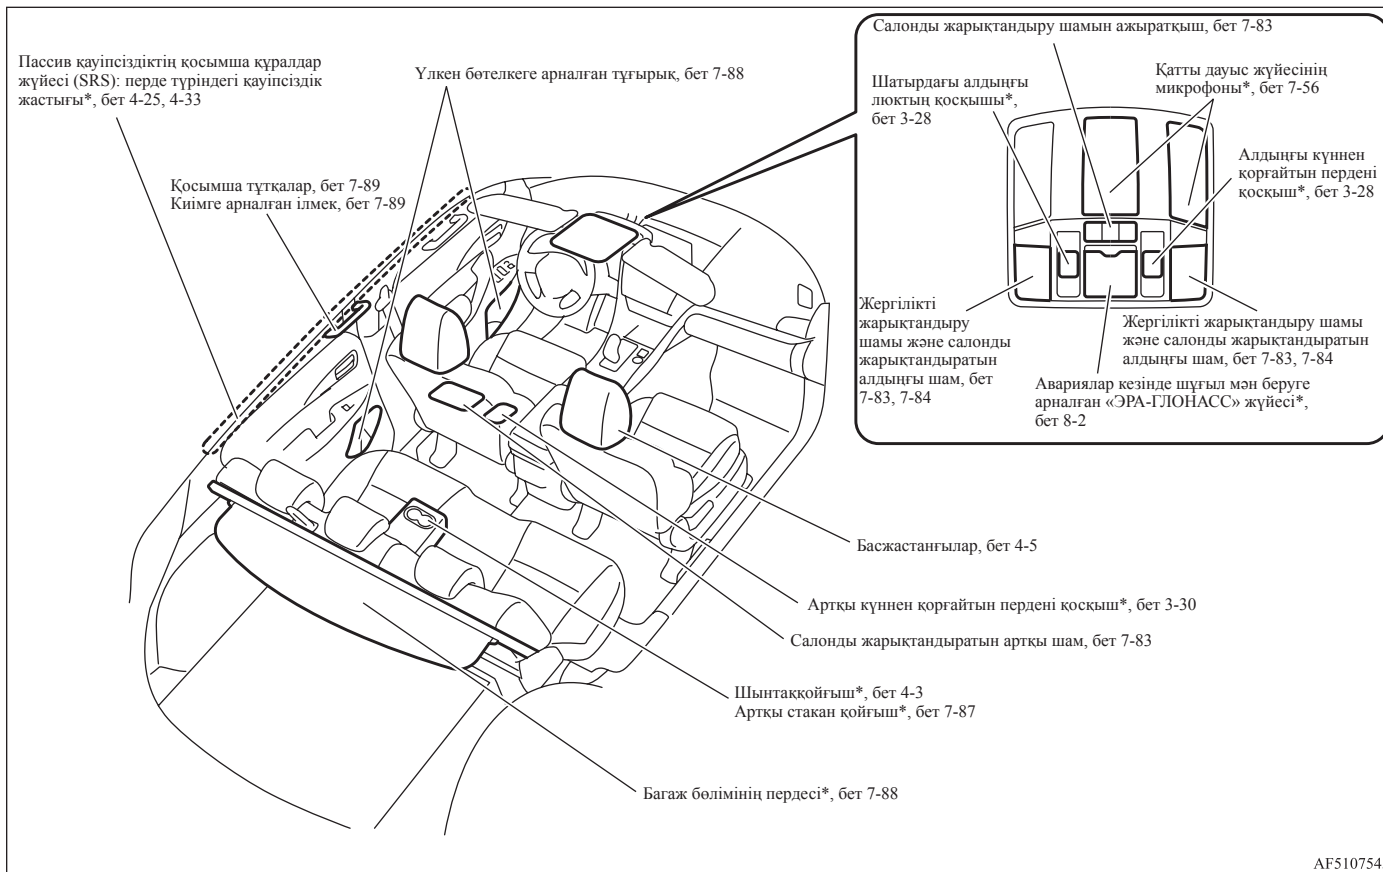 Пассив қауіпсіздіктің қосымша құралдар
жүйесі (SRS): перде түріндегі қауіпсіздік
жастығы*, бет 4-25, 4-33
Үлкен бөтелкеге арналған тұғырық, бет 7-88
Қосымша тұтқалар, бет 7-89
Киімге арналған ілмек, бет 7-89
Салонды жарықтандыру шамын ажыратқыш, бет 7-83
Шатырдағы алдыңғы
люктың қосқышы*,
бет 3-28
Қатты дауыс жүйесінің
микрофоны*, бет 7-56
Алдыңғы күннен
қорғайтын пердені
қосқыш*, бет 3-28
Жергілікті
жарықтандыру
шамы және салонды
жарықтандыратын
алдыңғы шам, бет
7-83, 7-84
Жергілікті жарықтандыру шамы
және салонды жарықтандыратын
алдыңғы шам, бет 7-83, 7-84
Авариялар кезінде шұғыл мән беруге
арналған «ЭРА-ГЛОНАСС» жүйесі*,
бет 8-2
Басжастанғылар, бет 4-5
Артқы күннен қорғайтын пердені қосқыш*, бет 3-30
Салонды жарықтандыратын артқы шам, бет 7-83
Шынтаққойғыш*, бет 4-3
Артқы стакан қойғыш*, бет 7-87
Багаж бөлімінің пердесі*, бет 7-88
AF510754